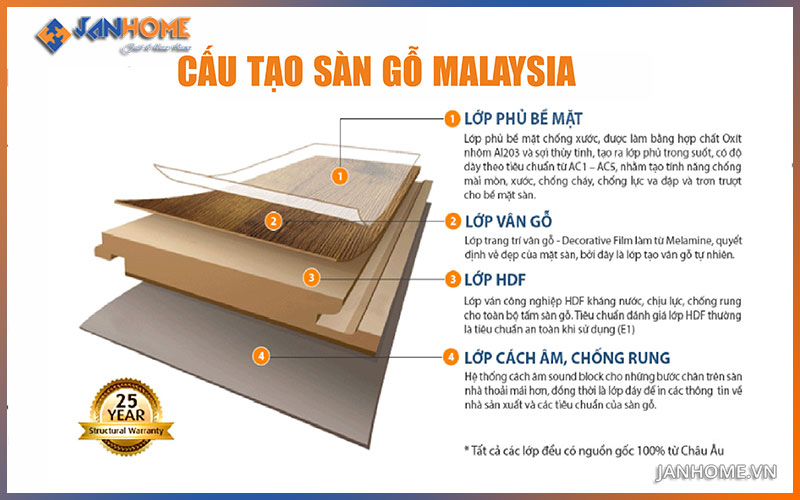 JANHOME
CẤU TẠO SÀN GỖ MALAYSIA
1 LỚP PHỦ BỀ MẶT
Lớp phủ bề mặt chống xước, được làm bằng hợp chất Oxit
nhôm Al203 và sợi thủy tinh, tạo ra lớp phủ trong suốt, có độ
dày theo tiêu chuẩn từ AC1 – AC5, nhằm tạo tính năng chống
mài mòn, xước, chống cháy, chống lực va đập và trơn trượt
cho bề mặt sàn.
2 LỚP VÂN GỖ
Lớp trang trí vân gỗ - Decorative Film làm từ Melamine, quyết
định vẻ đẹp của mặt sàn, bởi đây là lớp tạo vân gỗ tự nhiên.
3 LỚP HDF
Lớp ván công nghiệp HDF kháng nước, chịu lực, chống rung
cho toàn bộ tấm sàn gỗ. Tiêu chuẩn đánh giá lớp HDF thường
là tiêu chuẩn an toàn khi sử dụng (E1)
4 LỚP CÁCH ÂM, CHỐNG RUNG
Hệ thống cách âm sound block cho những bước chân trên sàn
nhà thoải mái hơn, đồng thời là lớp đáy để in các thông tin về
nhà sản xuất và các tiêu chuẩn của sàn gỗ.
* Tất cả các lớp đều có nguồn gốc 100% từ Châu Âu
1
2
3
4
25
YEAR
Structural Warranty
JANHOME.VN